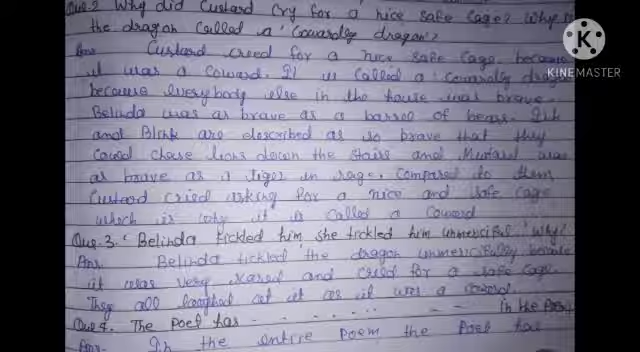 Que-2 Why did Custard Cry for a nice safe Cage? Why is
the dragon Called a 'Cowardly dragon'?
Ans Custard cried for a nice safe Cage because
it was a coward. It is called a Cowardly dragon
because everybody else in the house was brave.
Belinda was as brave as a barrel of bears. Ink
and Blink are described as so brave that they
Could chase lions down the stairs and Mustard was
as brave as a tiger in rage. Compared to them
Custard cried asking for a nice and safe cage
which is why it is called a Coward
Que-3. 'Belinda tickled him, she tickled him unmerciful' Why?
Ans Belinda tickled the dragon unmercifully because
it was very scared and cried for a safe Cage.
They all laughed at it as it was a coward.
Que 4. The Poet has - - - . . . . . . - - - in the Poem
Ans- In the entire Poem the Poet has
K
KINEMASTER